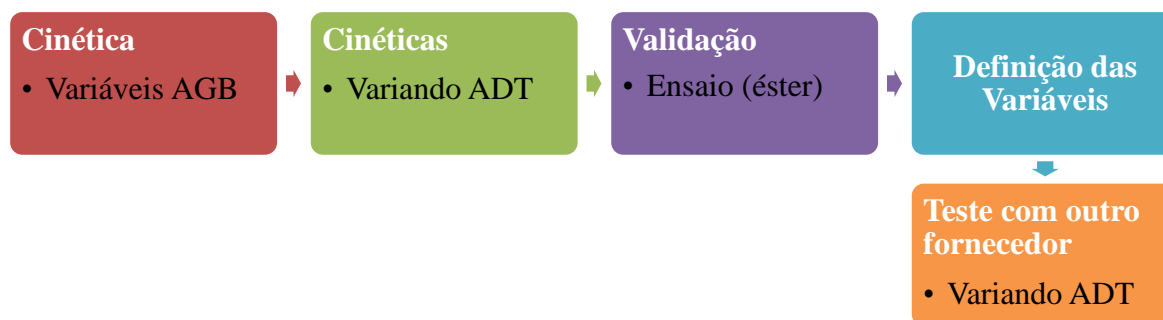 Cinética
• Variáveis AGB
Cinéticas
• Variando ADT
Validação
• Ensaio (éster)
Definição das
Variáveis
Teste com outro
fornecedor
• Variando ADT